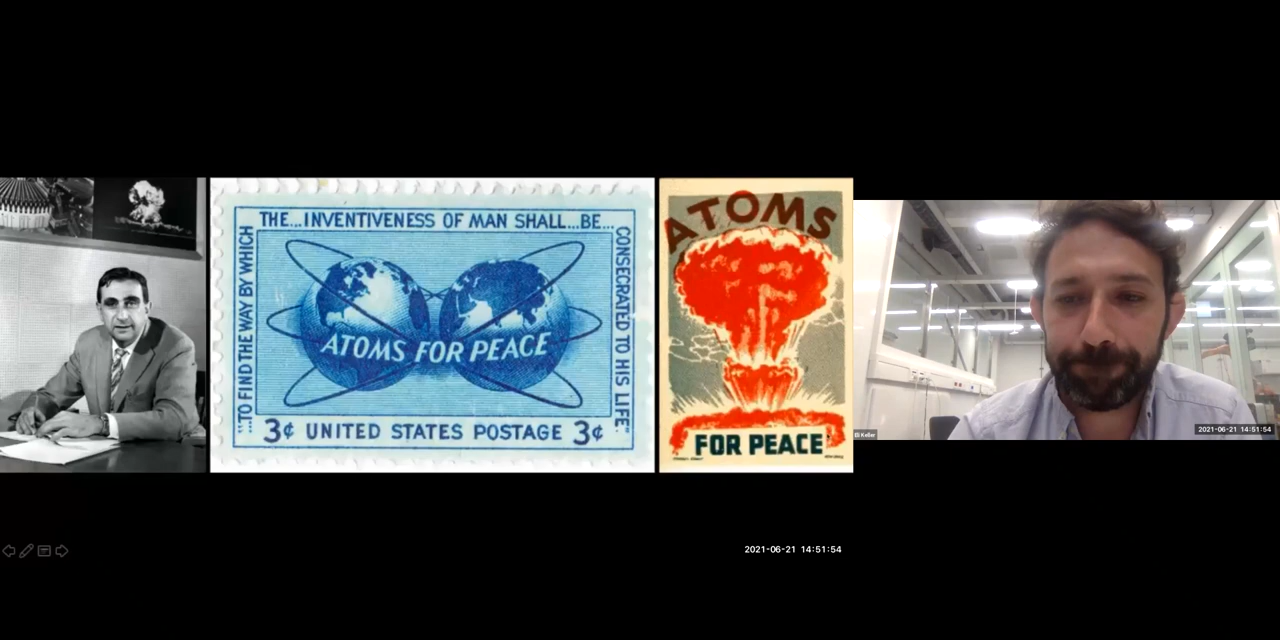 THE... INVENTIVENESS OF MAN SHALL...BE...
...TO FIND THE WAY BY WHICH
CONSECRATED TO HIS LIFE."
ATOMS FOR PEACE
3¢ UNITED STATES POSTAGE 3¢
ATOMS
FOR PEACE
Eli Keller
2021-06-21 14:51:54
2021-06-21 14:51:54